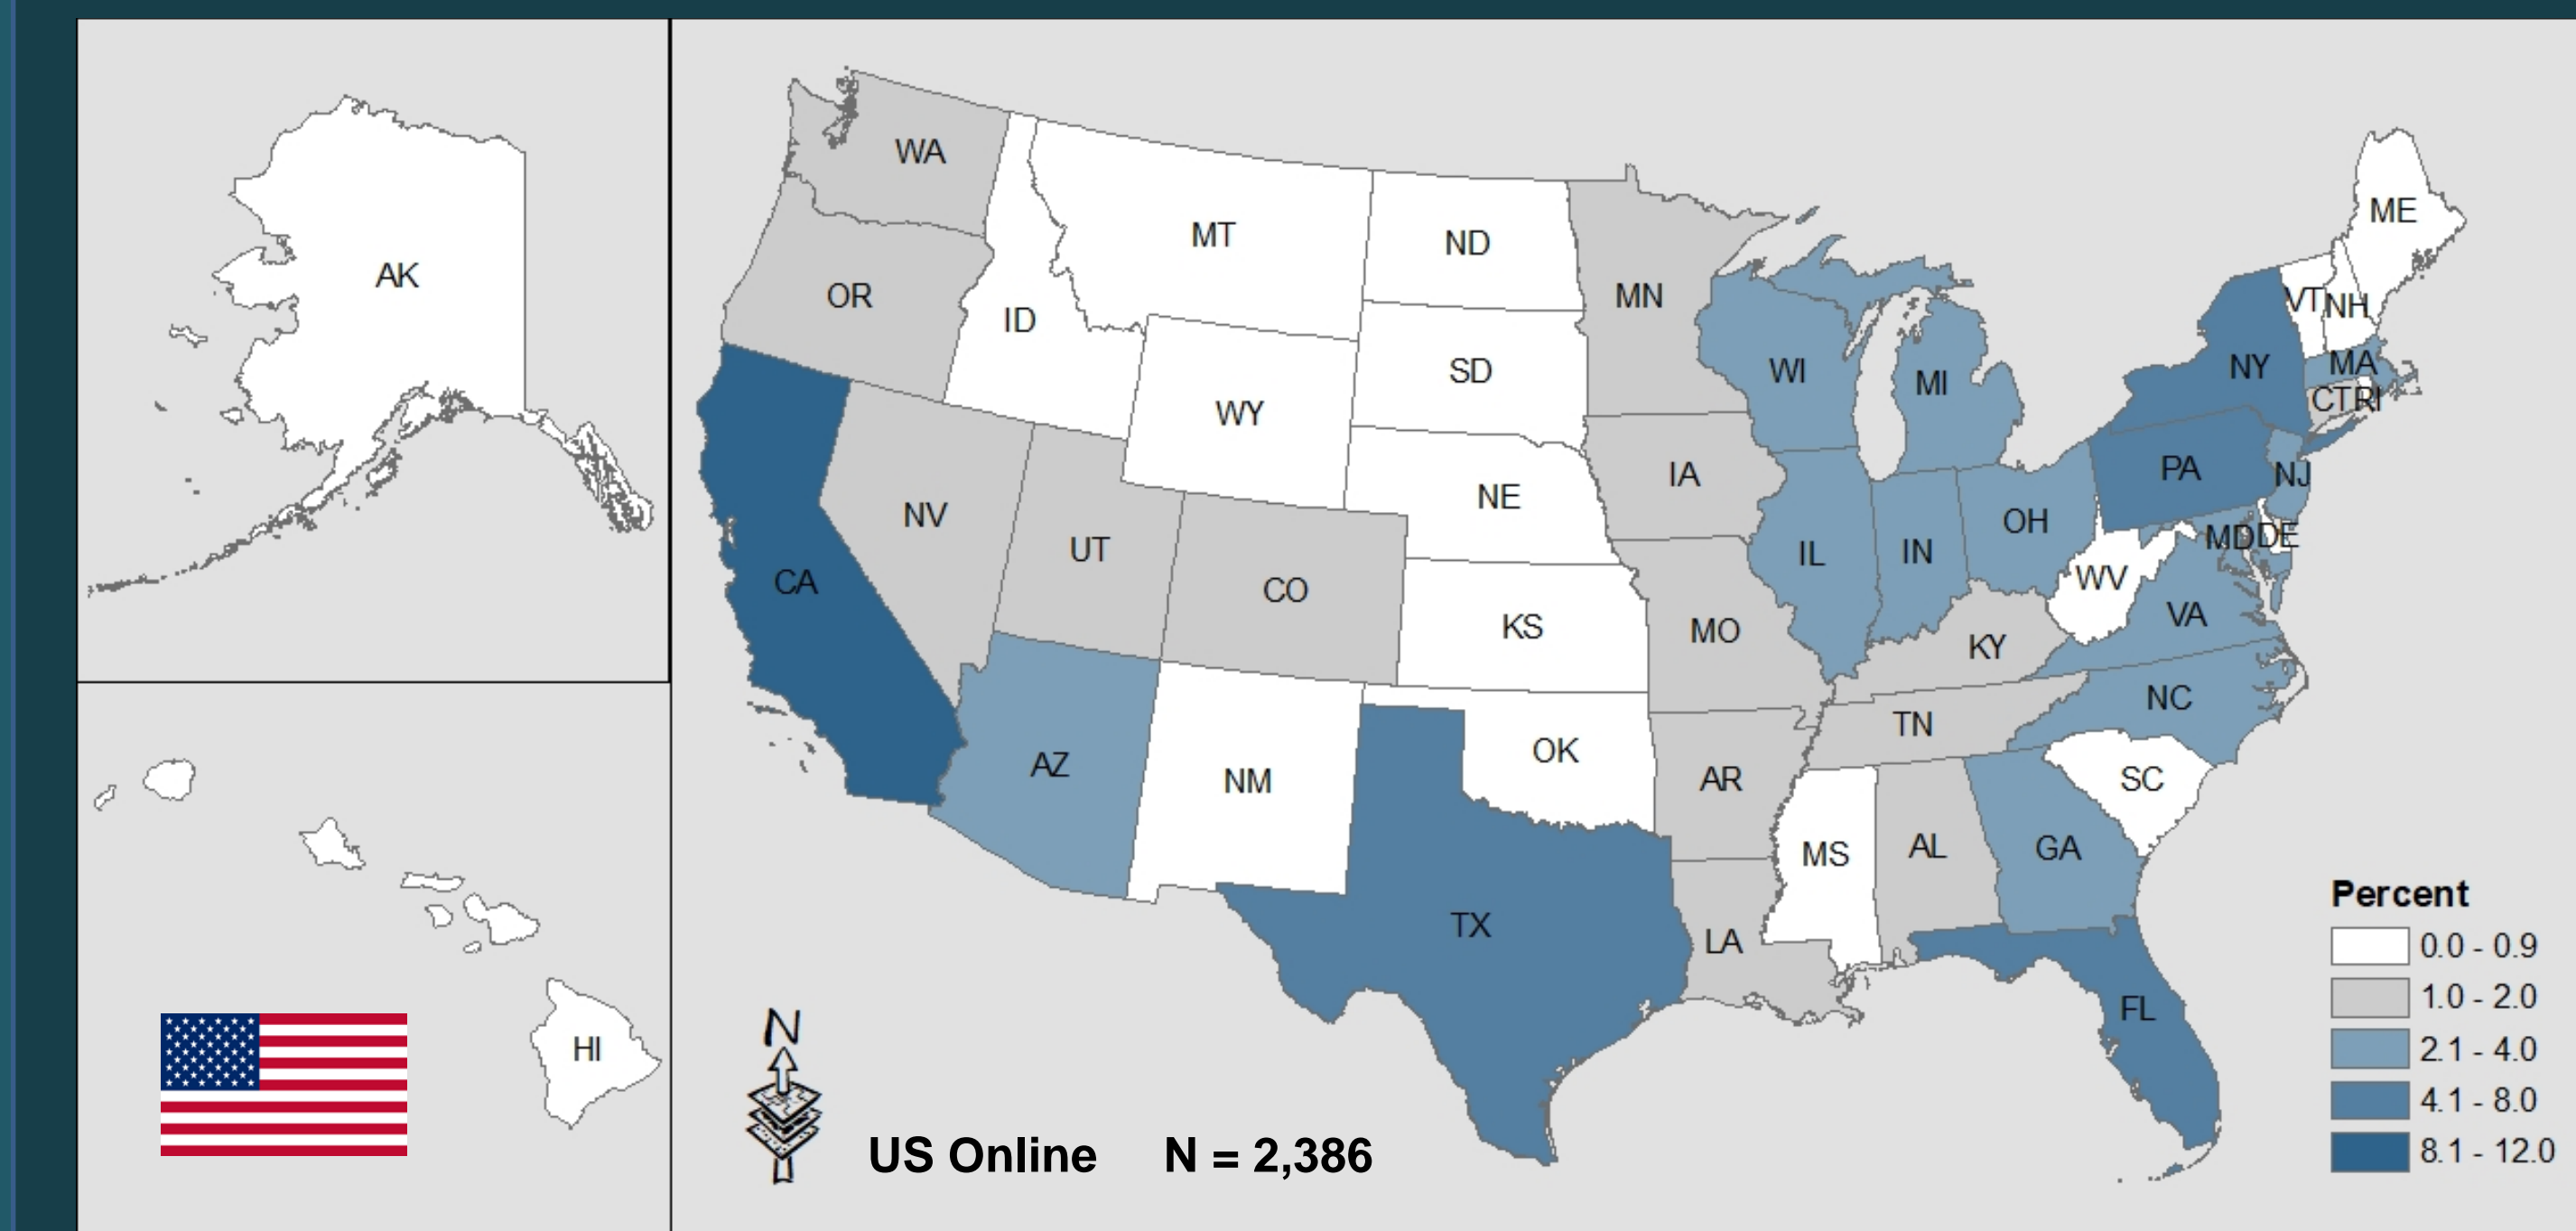 AK
HI
WA
OR
CA
ID
NV
MT
WY
UT
AZ
CO
NM
ND
SD
NE
KS
OK
TX
MN
IA
MO
AR
LA
WI
IL
MI
IN
OH
KY
TN
MS
AL
GA
FL
SC
NC
VA
WV
MD
DE
PA
NJ
NY
CT
RI
MA
VT
NH
ME
Percent
0.0 - 0.9
1.0 - 2.0
2.1 - 4.0
4.1 - 8.0
8.1 - 12.0
N
US Online N = 2,386